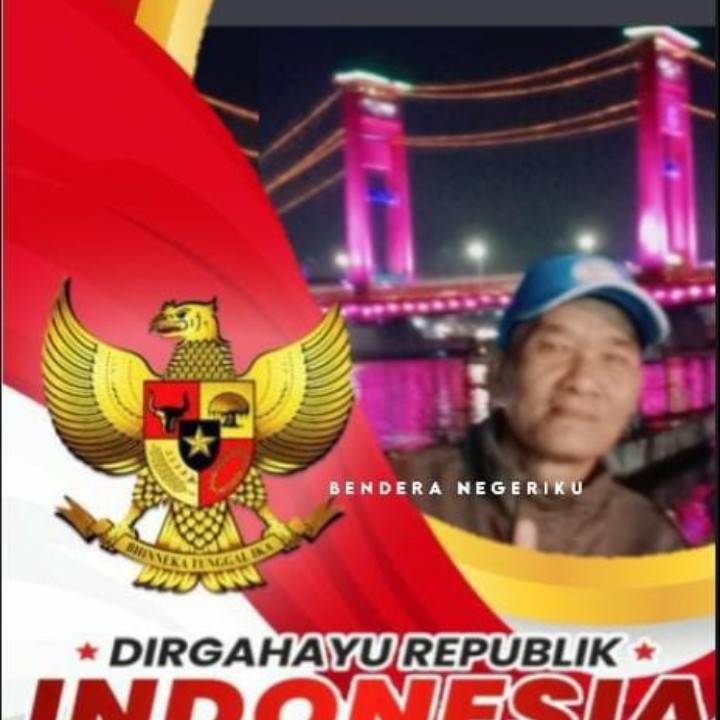 BENDERA NEGERIKU
BHINNEKA TUNGGAL IKA
DIRGAHAYU REPUBLIK
INDONESIA